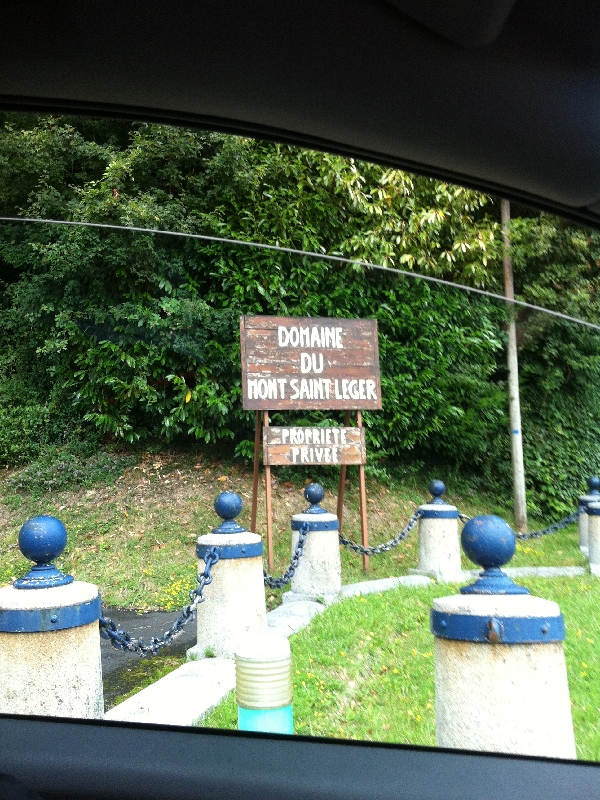 DOMAINE
DU
MONT SAINT LEGER
PROPRIETE
PRIVEE